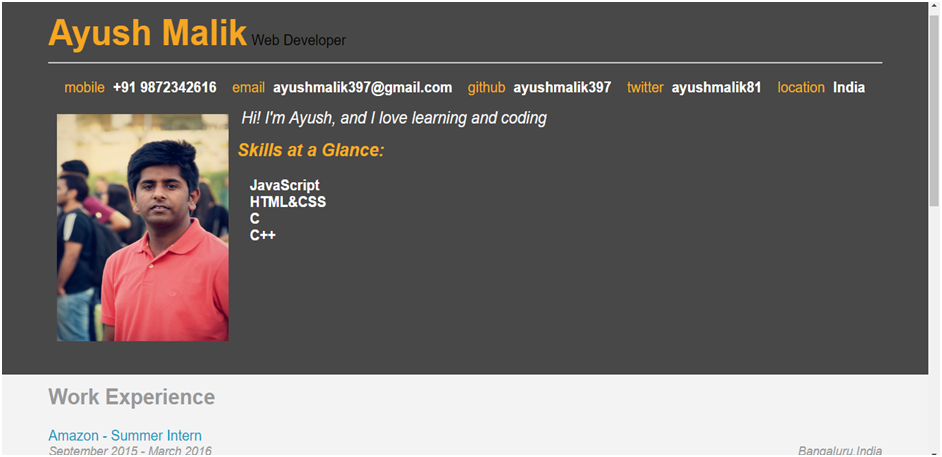 Ayush Malik Web Developer
mobile +91 9872342616 email ayushmalik397@gmail.com github ayushmalik397 twitter ayushmalik81 location India
Hi! I'm Ayush, and I love learning and coding
Skills at a Glance:
JavaScript
HTML&CSS
C
C++
Work Experience
Amazon - Summer Intern
September 2015 - March 2016 Bangaluru,India